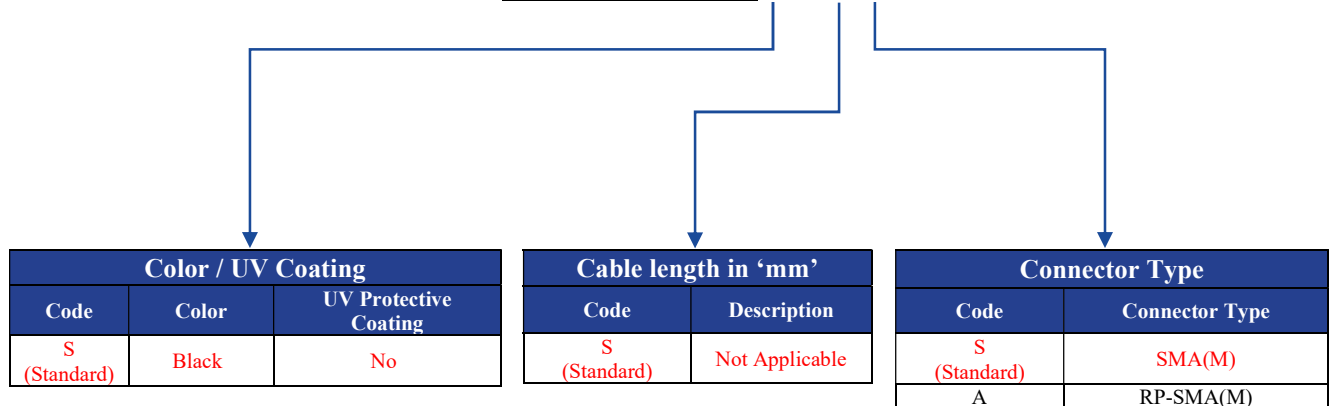 Color / UV Coating
Code Color UV Protective
Coating
S
(Standard) Black No
Cable length in ‘mm’
Code Description
S
(Standard) Not Applicable
Connector Type
Code Connector Type
S
(Standard) SMA(M)
A RP-SMA(M)